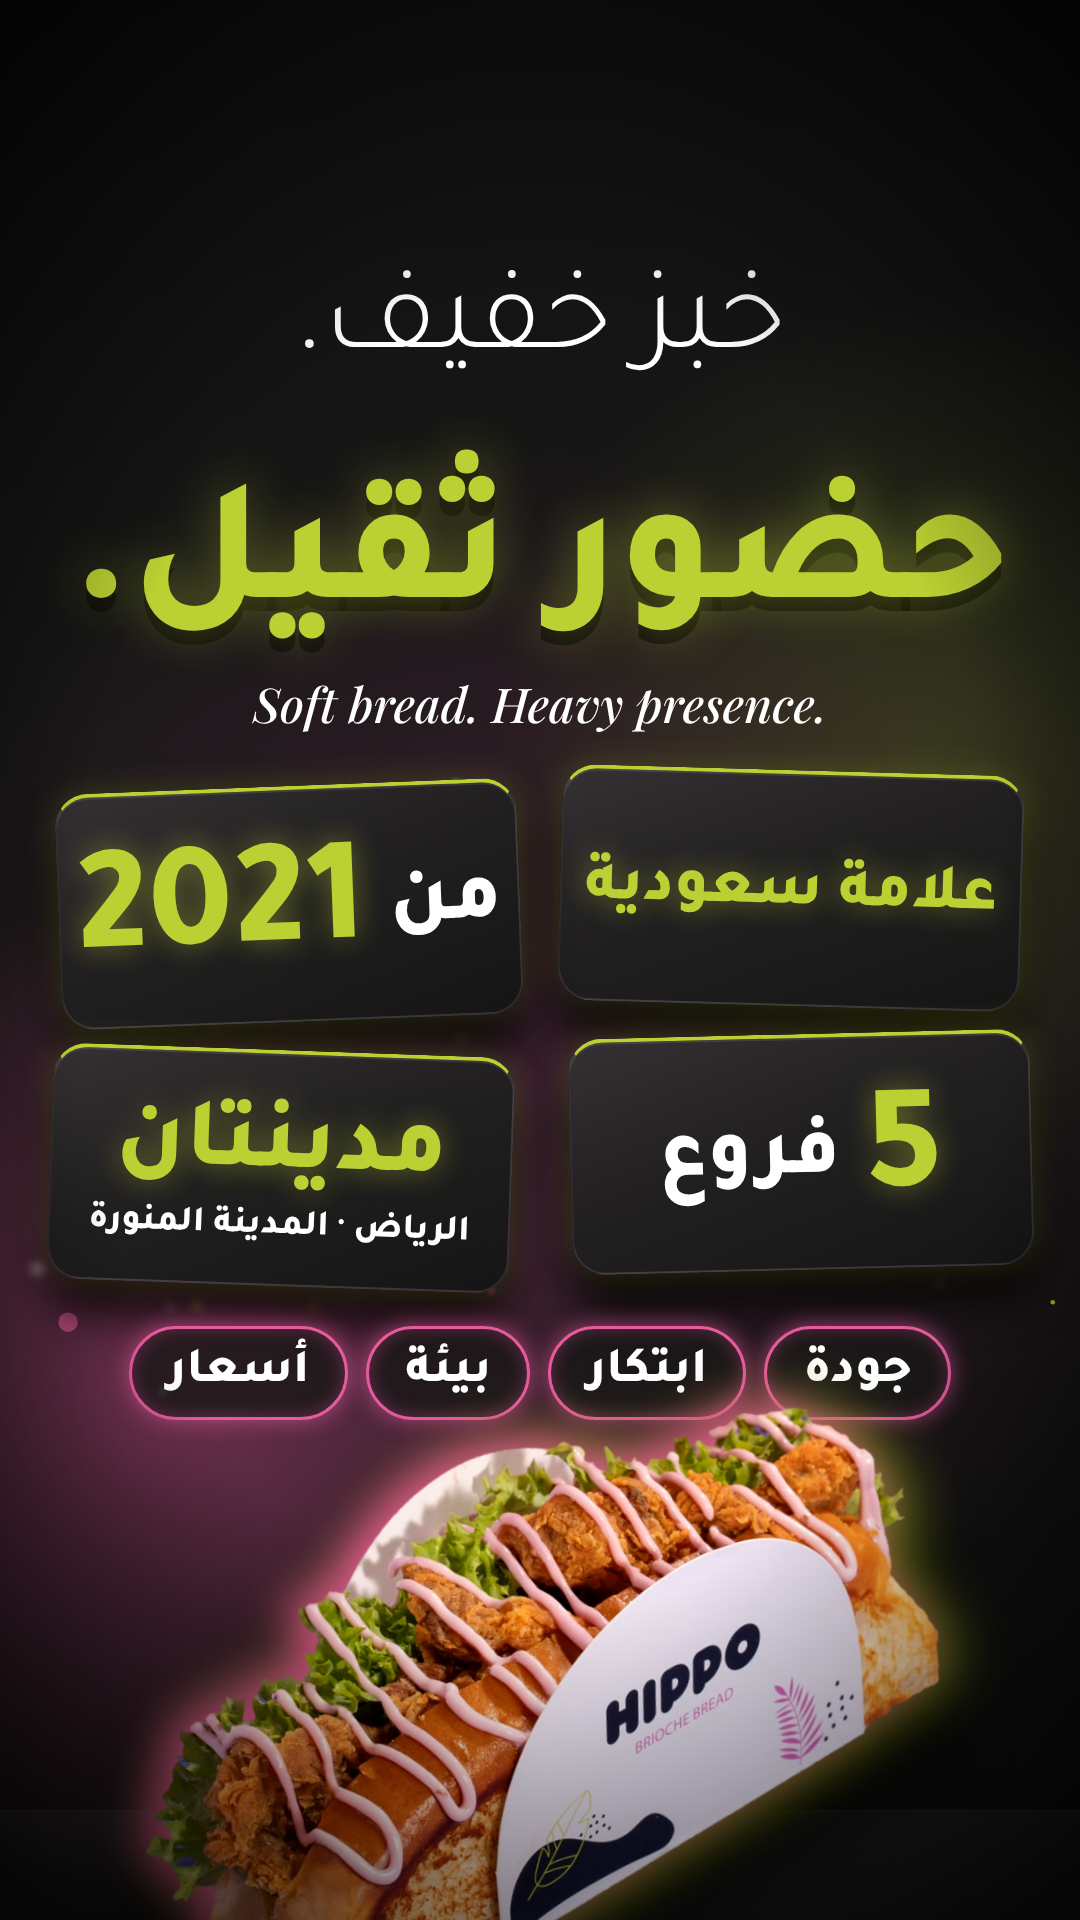 خبز خفيف.
حضور ثقيل.
Soft bread. Heavy presence.
علامة سعودية
من 2021
5 فروع
مدينتان
الرياض · المدينة المنورة
جودة
ابتكار
بيئة
أسعار
HIPPO
BRIOCHE BREAD